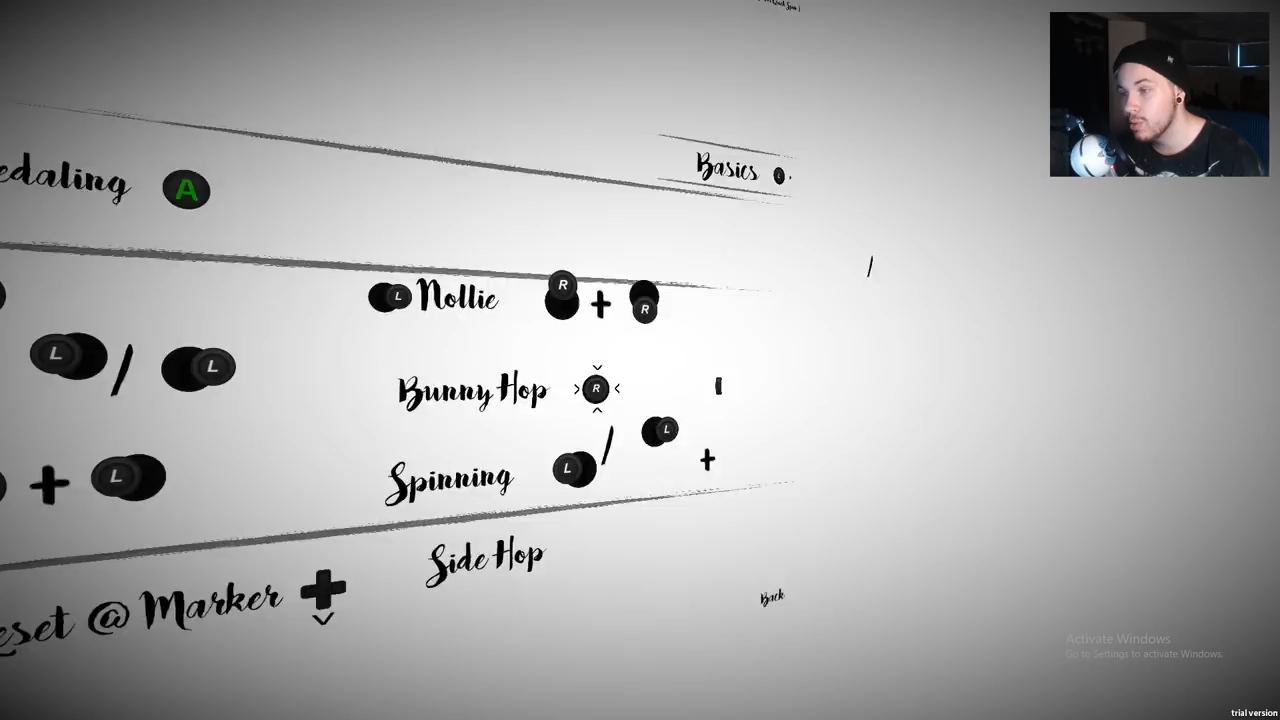 edaling A
Basics
L Nollie R + R
L / L
Bunny Hop R
+ L
Spinning L / L +
Side Hop
eset @ Marker
Back
Activate Windows
Go to Settings to activate Windows.
trial version